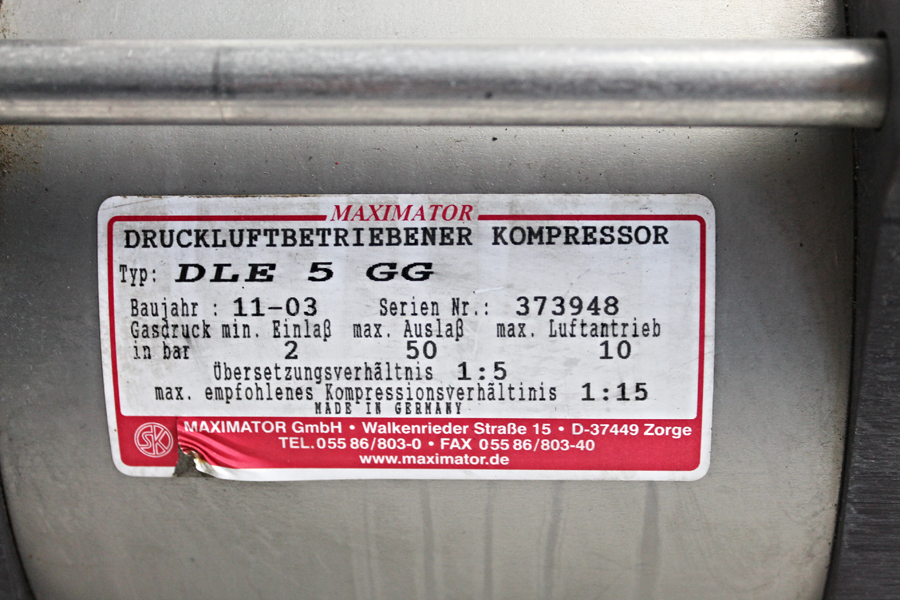 MAXIMATOR
DRUCKLUFTBETRIEBENER KOMPRESSOR
Typ: DLE 5 GG
Baujahr : 11-03 Serien Nr.: 373948
Gasdruck min. Einlaß max. Auslaß max. Luftantrieb
in bar 2 50 10
Übersetzungsverhältnis 1:5
max. empfohlenes Kompressionsverhältinis 1:15
MADE IN GERMANY
SK MAXIMATOR GmbH • Walkenrieder Straße 15 • D-37449 Zorge
TEL. 055 86/803-0 • FAX 055 86/803-40
www.maximator.de